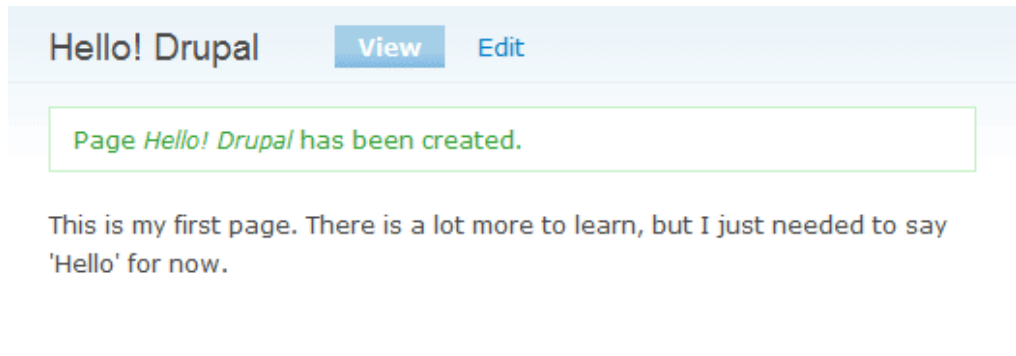 Hello! Drupal View Edit
Page Hello! Drupal has been created.
This is my first page. There is a lot more to learn, but I just needed to say
'Hello' for now.